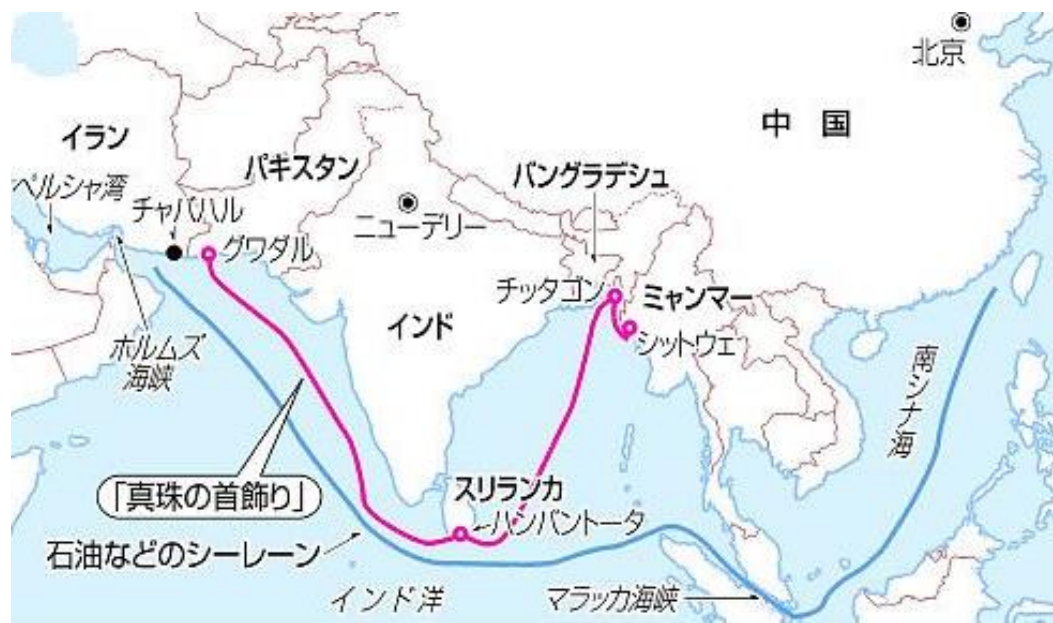 北京
中国
イラン
パキスタン
バングラデシュ
ペルシャ湾
チャバハル
ニューデリー
グワダル
チッタゴン
ミャンマー
インド
シットウェ
ホルムズ
海峡
南シナ海
「真珠の首飾り」
スリランカ
ハンバントータ
石油などのシーレーン
インド洋
マラッカ海峡